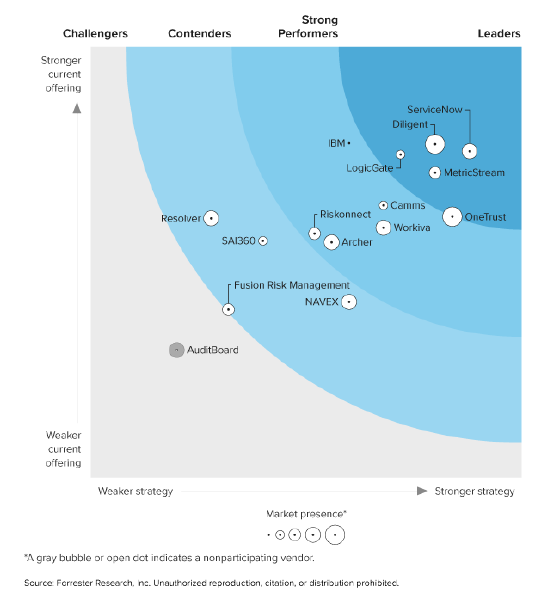 Challengers Contenders Strong Performers Leaders
Stronger
current
offering
ServiceNow
Diligent
IBM
LogicGate
MetricStream
Camms
Resolver
Riskonnect
OneTrust
Workiva
SAI360
Archer
Fusion Risk Management
NAVEX
AuditBoard
Weaker
current
offering
Weaker strategy
Stronger strategy
Market presence*
*A gray bubble or open dot indicates a nonparticipating vendor.
Source: Forrester Research, Inc. Unauthorized reproduction, citation, or distribution prohibited.